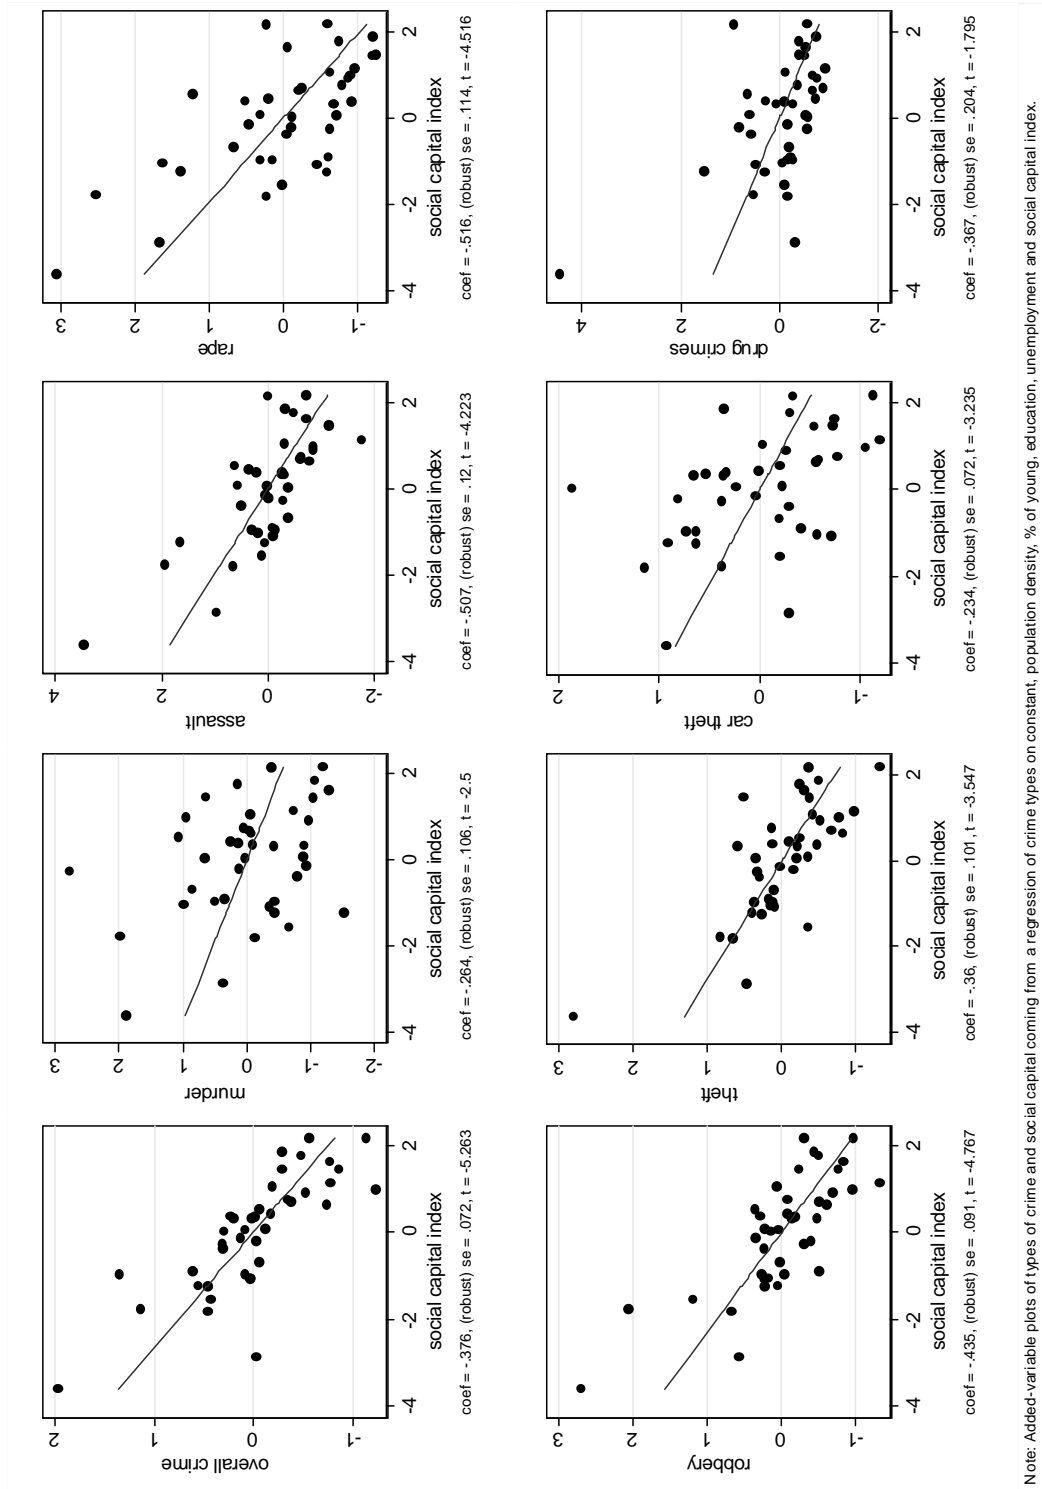 overall crime
2
1
0
-1
-4
-2
0
2
social capital index
coef = -.376, (robust) se = .072, t = -5.263
murder
3
2
1
0
-1
-2
-4
-2
0
2
social capital index
coef = -.264, (robust) se = .106, t = -2.5
assault
4
2
0
-2
-4
-2
0
2
social capital index
coef = -.507, (robust) se = .12, t = -4.223
rape
3
2
1
0
-1
-4
-2
0
2
social capital index
coef = -.516, (robust) se = .114, t = -4.516
robbery
3
2
1
0
-1
-4
-2
0
2
social capital index
coef = -.435, (robust) se = .091, t = -4.767
theft
3
2
1
0
-1
-4
-2
0
2
social capital index
coef = -.36, (robust) se = .101, t = -3.547
car theft
2
1
0
-1
-4
-2
0
2
social capital index
coef = -.234, (robust) se = .072, t = -3.235
drug crimes
4
2
0
-2
-4
-2
0
2
social capital index
coef = -.367, (robust) se = .204, t = -1.795
Note: Added-variable plots of types of crime and social capital coming from a regression of crime types on constant, population density, % of young, education, unemployment and social capital index.